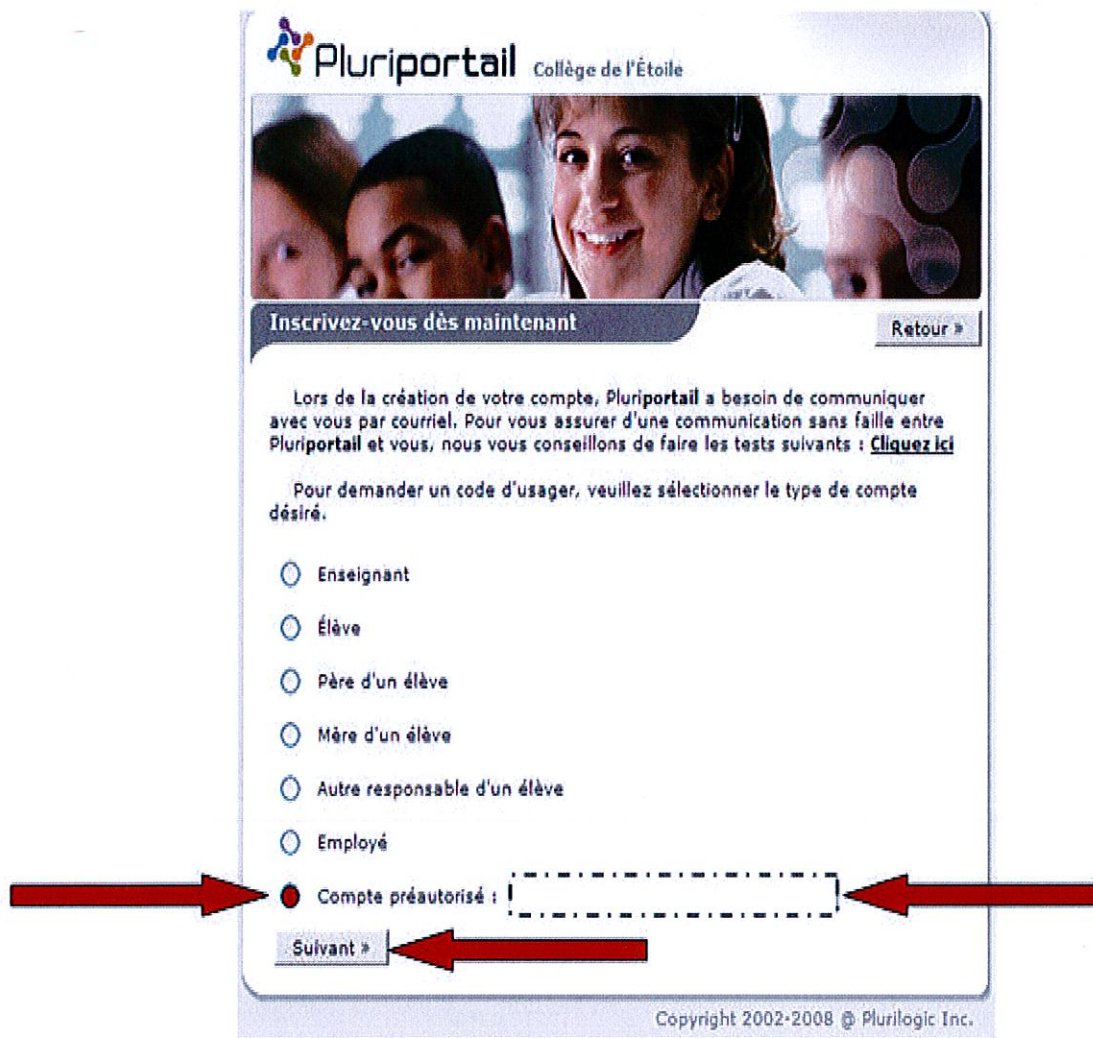 Pluriportail Collège de l'Étoile
Inscrivez-vous dès maintenant
Retour »
Lors de la création de votre compte, Pluriportail a besoin de communiquer
avec vous par courriel. Pour vous assurer d'une communication sans faille entre
Pluriportail et vous, nous vous conseillons de faire les tests suivants : Cliquez ici
Pour demander un code d'usager, veuillez sélectionner le type de compte
désiré.
Enseignant
Élève
Père d'un élève
Mère d'un élève
Autre responsable d'un élève
Employé
Compte préautorisé :
Suivant »
Copyright 2002-2008 @ Plurilogic Inc.